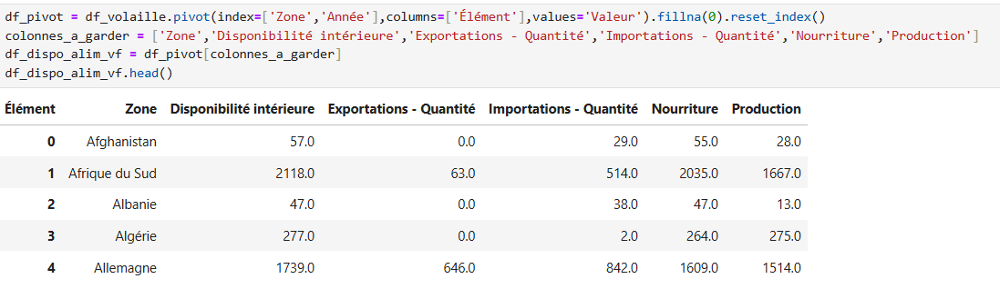 df_pivot = df_volaille.pivot(index=['Zone','Année'],columns=['Élément'],values='Valeur').fillna(0).reset_index()
colonnes_a_garder = ['Zone','Disponibilité intérieure','Exportations - Quantité','Importations - Quantité','Nourriture','Production']
df_dispo_alim_vf = df_pivot[colonnes_a_garder]
df_dispo_alim_vf.head()
Élément Zone Disponibilité intérieure Exportations - Quantité Importations - Quantité Nourriture Production
0 Afghanistan 57.0 0.0 29.0 55.0 28.0
1 Afrique du Sud 2118.0 63.0 514.0 2035.0 1667.0
2 Albanie 47.0 0.0 38.0 47.0 13.0
3 Algérie 277.0 0.0 2.0 264.0 275.0
4 Allemagne 1739.0 646.0 842.0 1609.0 1514.0